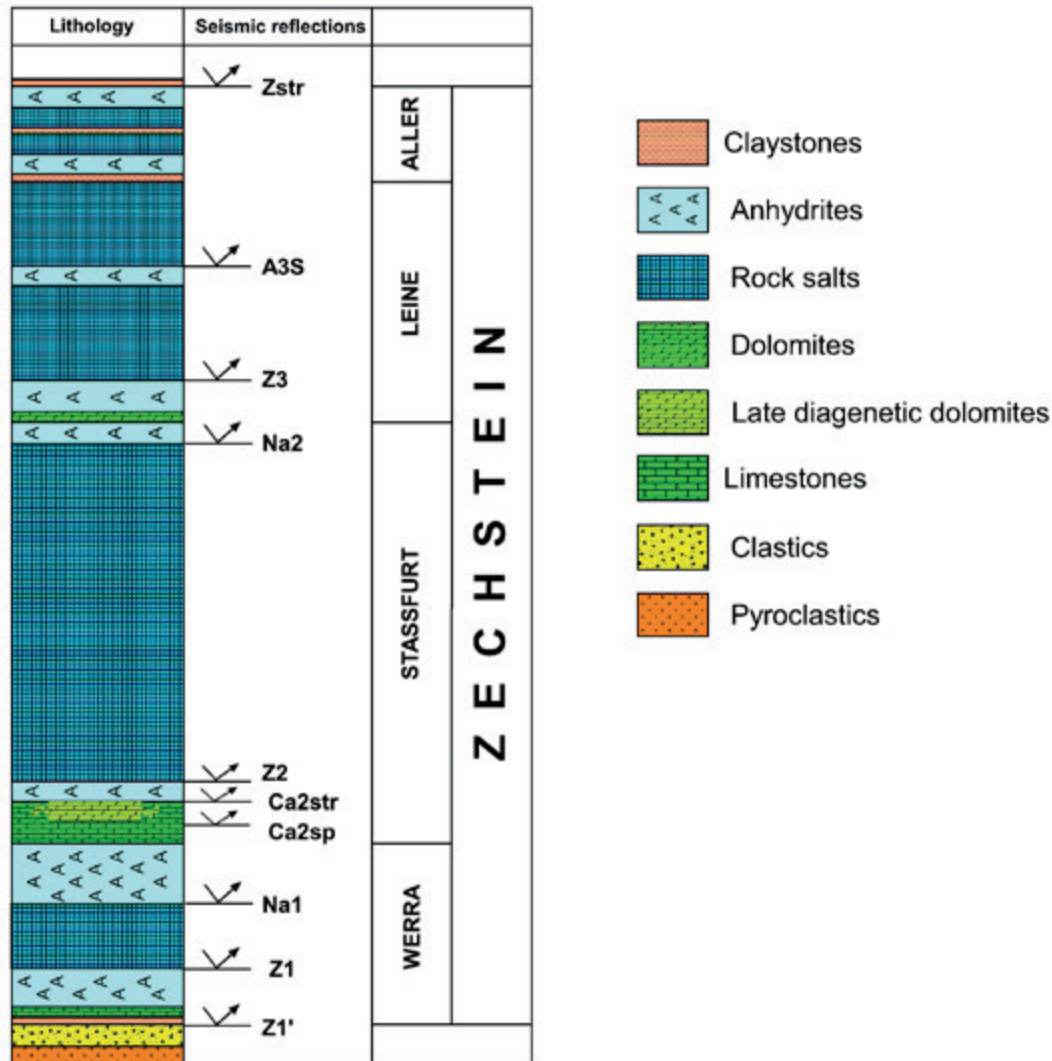 Lithology
Seismic reflections
Zstr
A3S
Z3
Na2
Z2
Ca2str
Ca2sp
Na1
Z1
Z1'
ALLER
LEINE
STASSFURT
WERRA
ZECHSTEIN
Claystones
Anhydrites
Rock salts
Dolomites
Late diagenetic dolomites
Limestones
Clastics
Pyroclastics